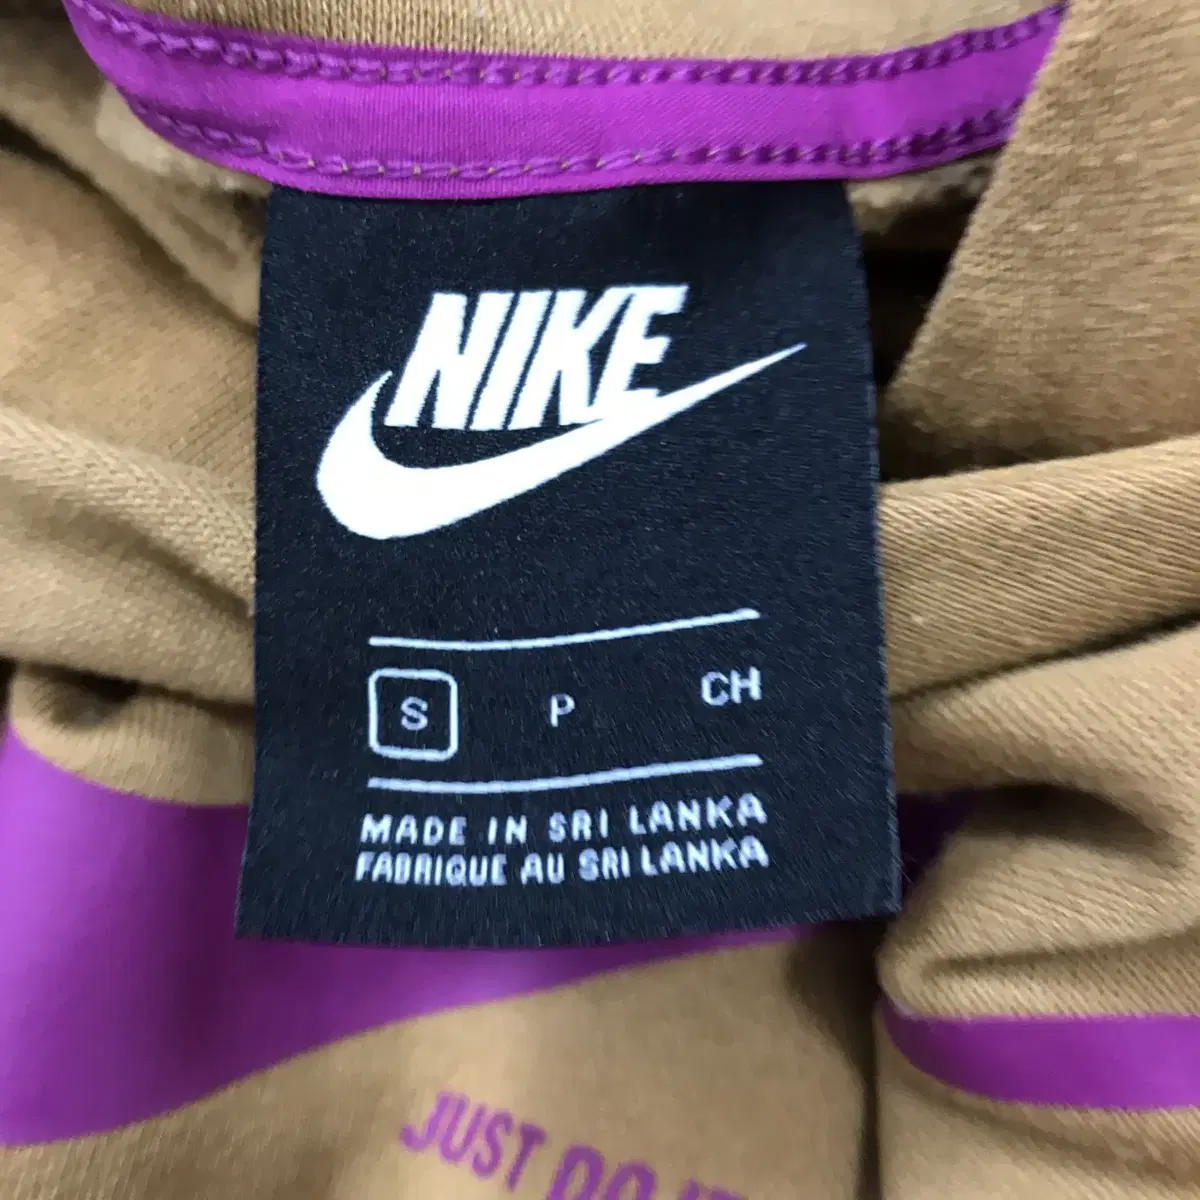 NIKE
S P CH
MADE IN SRI LANKA
FABRIQUE AU SRI LANKA
JUST DO IT